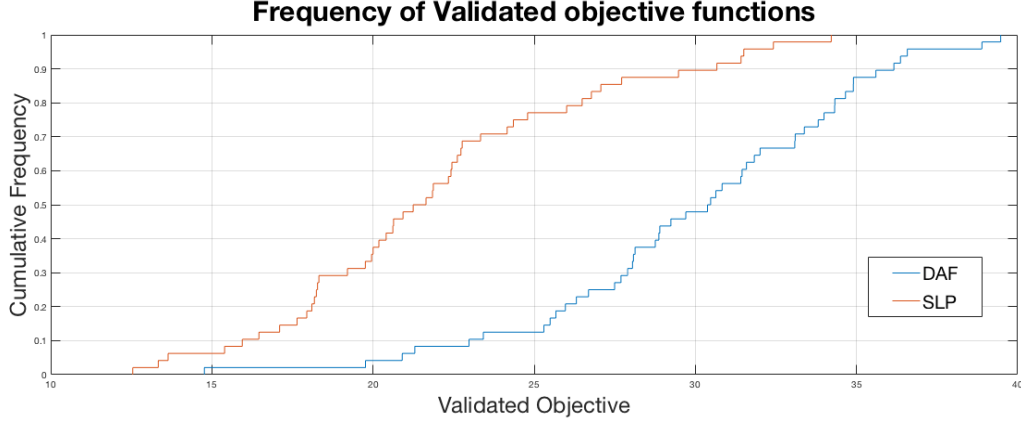 Frequency of Validated objective functions
1
0.9
0.8
0.7
0.6
0.5
0.4
0.3
0.2
0.1
0
Cumulative Frequency
DAF
SLP
10 15 20 25 30 35 40
Validated Objective